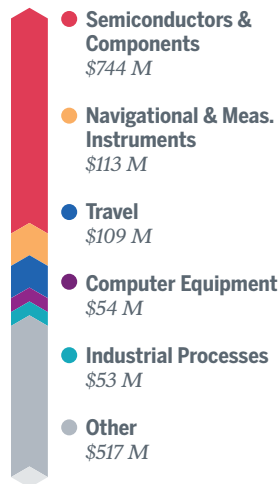 Semiconductors &
Components
$744 M
Navigational & Meas.
Instruments
$113 M
Travel
$109 M
Computer Equipment
$54 M
Industrial Processes
$53 M
Other
$517 M